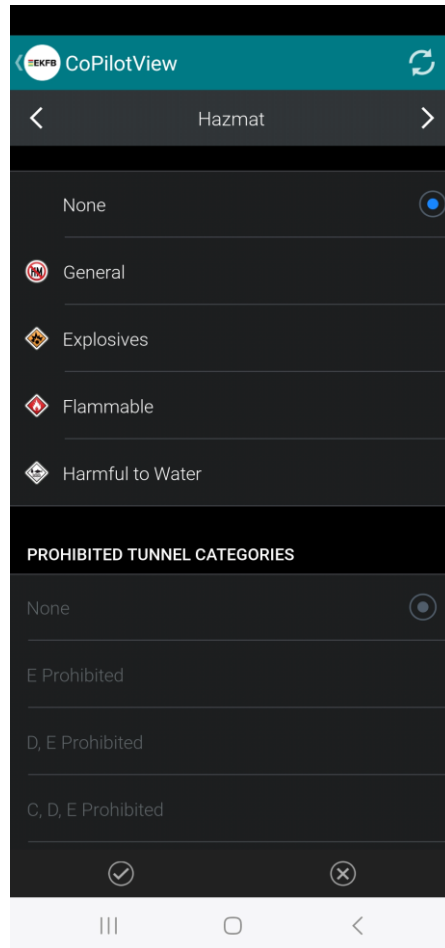 EKFB CoPilotView
Hazmat
None
HM General
Explosives
Flammable
Harmful to Water
PROHIBITED TUNNEL CATEGORIES
None
E Prohibited
D, E Prohibited
C, D, E Prohibited